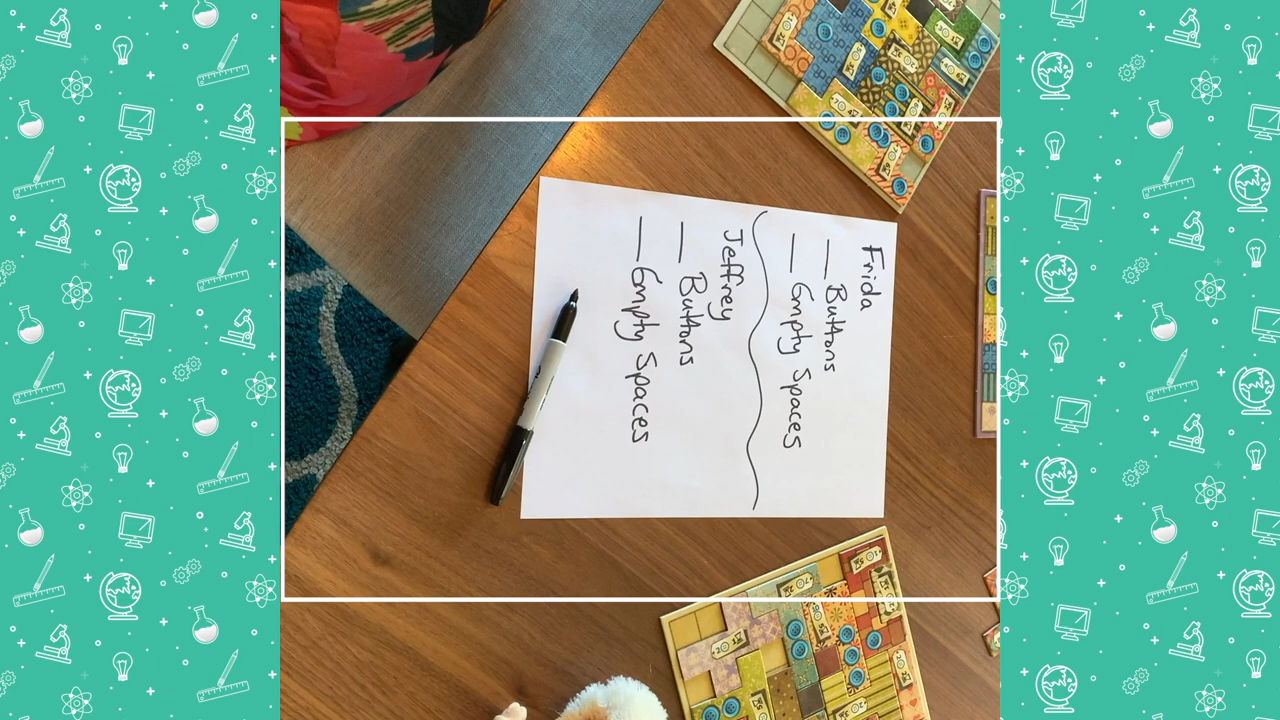 Frida
— Buttons
— Empty Spaces
Jeffrey
— Buttons
— Empty Spaces